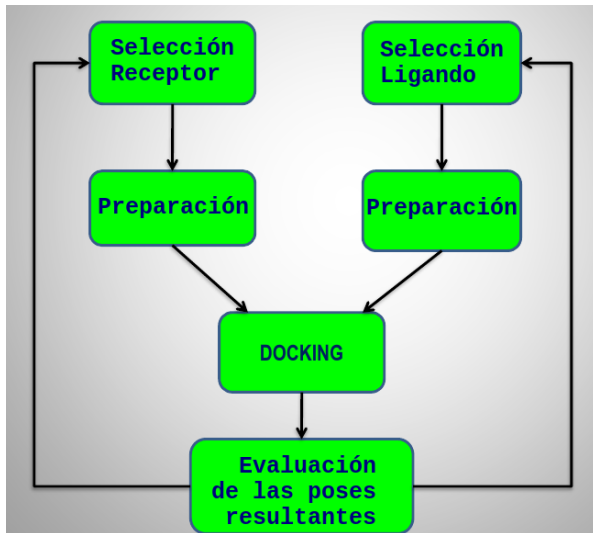 Selección
Receptor
Selección
Ligando
Preparación
Preparación
DOCKING
Evaluación
de las poses
resultantes